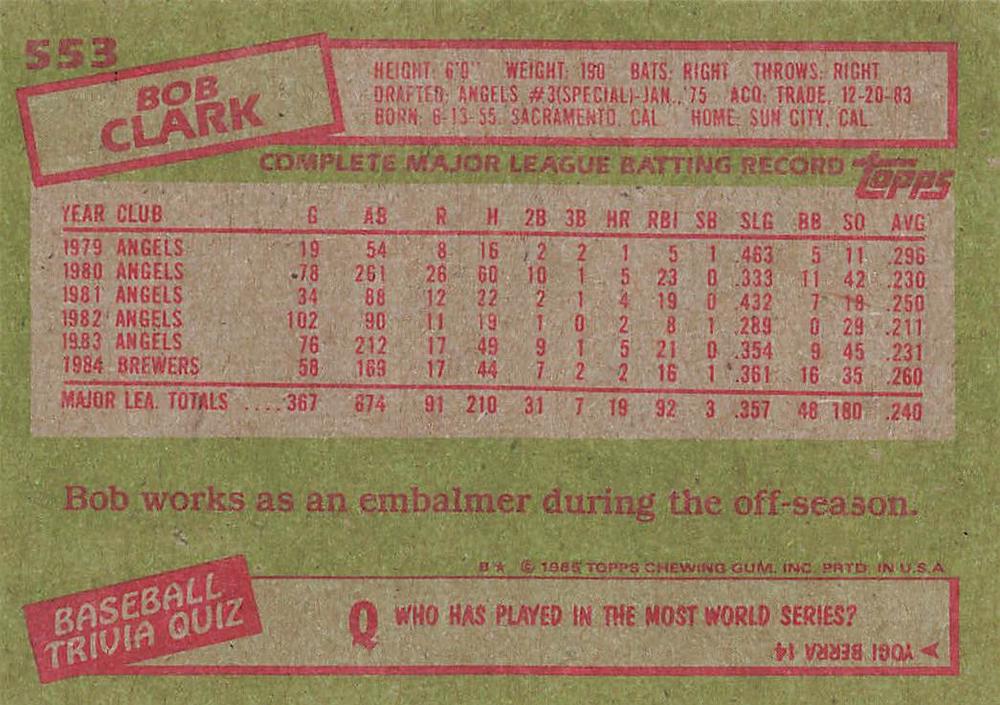 553
BOB
CLARK
HEIGHT: 6'0" WEIGHT: 190 BATS: RIGHT THROWS: RIGHT
DRAFTED: ANGELS #3(SPECIAL)-JAN., '75 ACQ: TRADE, 12-20-83
BORN: 6-13-55, SACRAMENTO, CAL. HOME: SUN CITY, CAL.
COMPLETE MAJOR LEAGUE BATTING RECORD topps
YEAR CLUB G AB R H 2B 3B HR RBI SB SLG BB SO AVG
1979 ANGELS 19 54 8 16 2 2 1 5 1 .463 5 11 .296
1980 ANGELS 78 261 26 60 10 1 5 23 0 .333 11 42 .230
1981 ANGELS 34 88 12 22 2 1 4 19 0 .432 7 18 .250
1982 ANGELS 102 90 11 19 1 0 2 8 1 .289 0 29 .211
1983 ANGELS 76 212 17 49 9 1 5 21 0 .354 9 45 .231
1984 BREWERS 58 169 17 44 7 2 2 16 1 .361 16 35 .260
MAJOR LEA. TOTALS ....367 874 91 210 31 7 19 92 3 .357 48 180 .240
Bob works as an embalmer during the off-season.
B★ © 1985 TOPPS CHEWING GUM, INC. PRTD. IN U.S.A
BASEBALL
TRIVIA QUIZ
Q WHO HAS PLAYED IN THE MOST WORLD SERIES?
YOGI BERRA 14